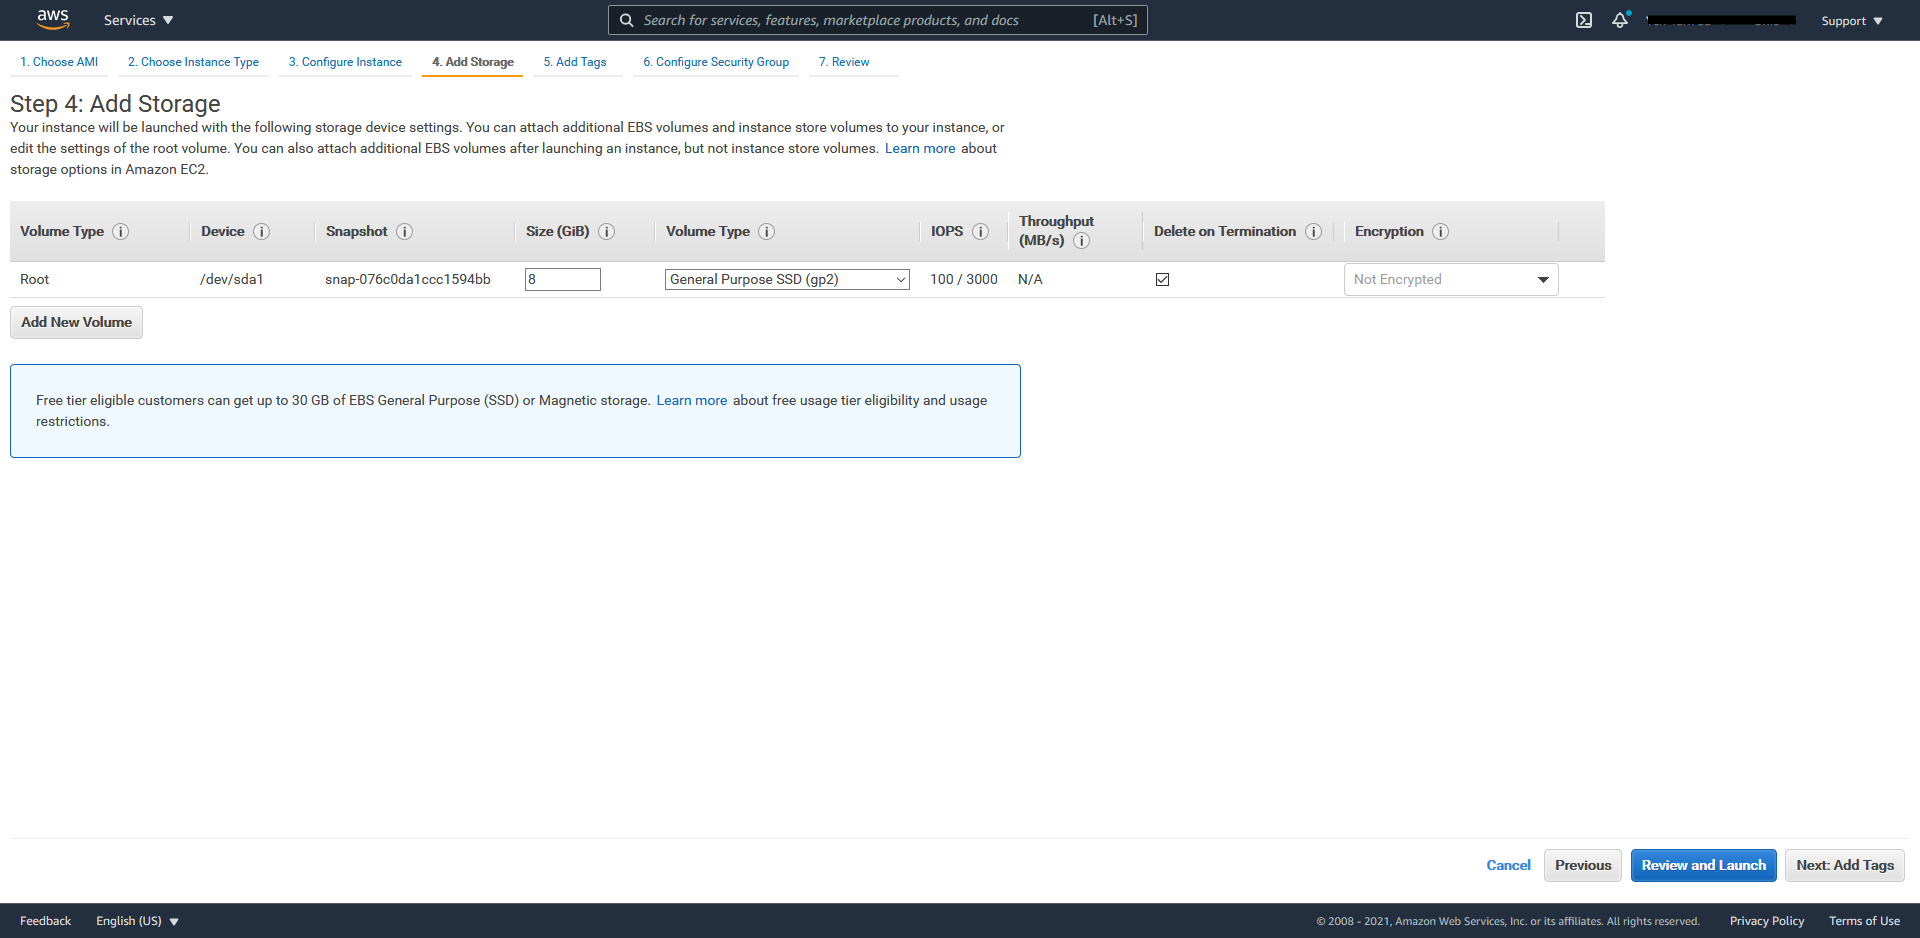 aws Services Search for services, features, marketplace products, and docs [Alt+S] Support
1. Choose AMI 2. Choose Instance Type 3. Configure Instance 4. Add Storage 5. Add Tags 6. Configure Security Group 7. Review
Step 4: Add Storage
Your instance will be launched with the following storage device settings. You can attach additional EBS volumes and instance store volumes to your instance, or
edit the settings of the root volume. You can also attach additional EBS volumes after launching an instance, but not instance store volumes. Learn more about
storage options in Amazon EC2.
Volume Type Device Snapshot Size (GiB) Volume Type IOPS Throughput (MB/s) Delete on Termination Encryption
Root /dev/sda1 snap-076c0da1ccc1594bb 8 General Purpose SSD (gp2) 100 / 3000 N/A Not Encrypted
Add New Volume
Free tier eligible customers can get up to 30 GB of EBS General Purpose (SSD) or Magnetic storage. Learn more about free usage tier eligibility and usage
restrictions.
Cancel Previous Review and Launch Next: Add Tags
Feedback English (US) © 2008 - 2021, Amazon Web Services, Inc. or its affiliates. All rights reserved. Privacy Policy Terms of Use